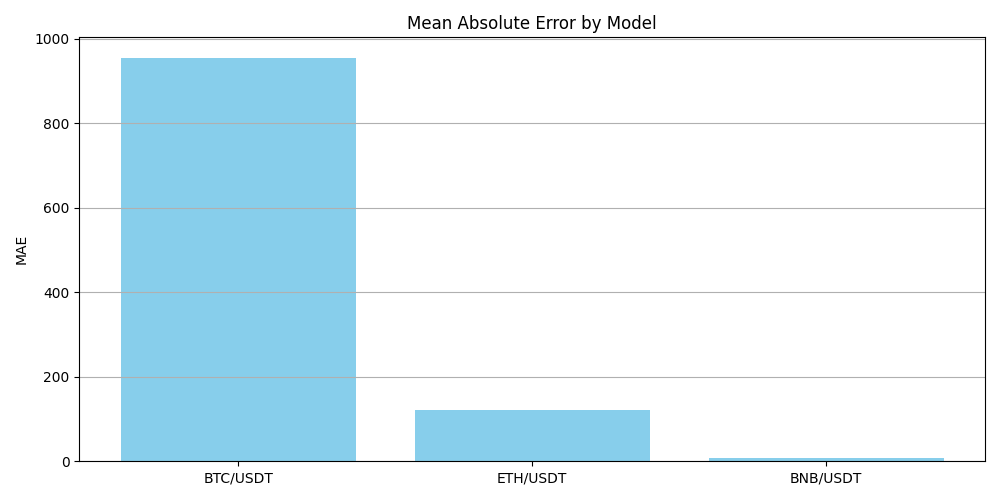 Mean Absolute Error by Model
1000
800
600
400
200
0
MAE
BTC/USDT
ETH/USDT
BNB/USDT